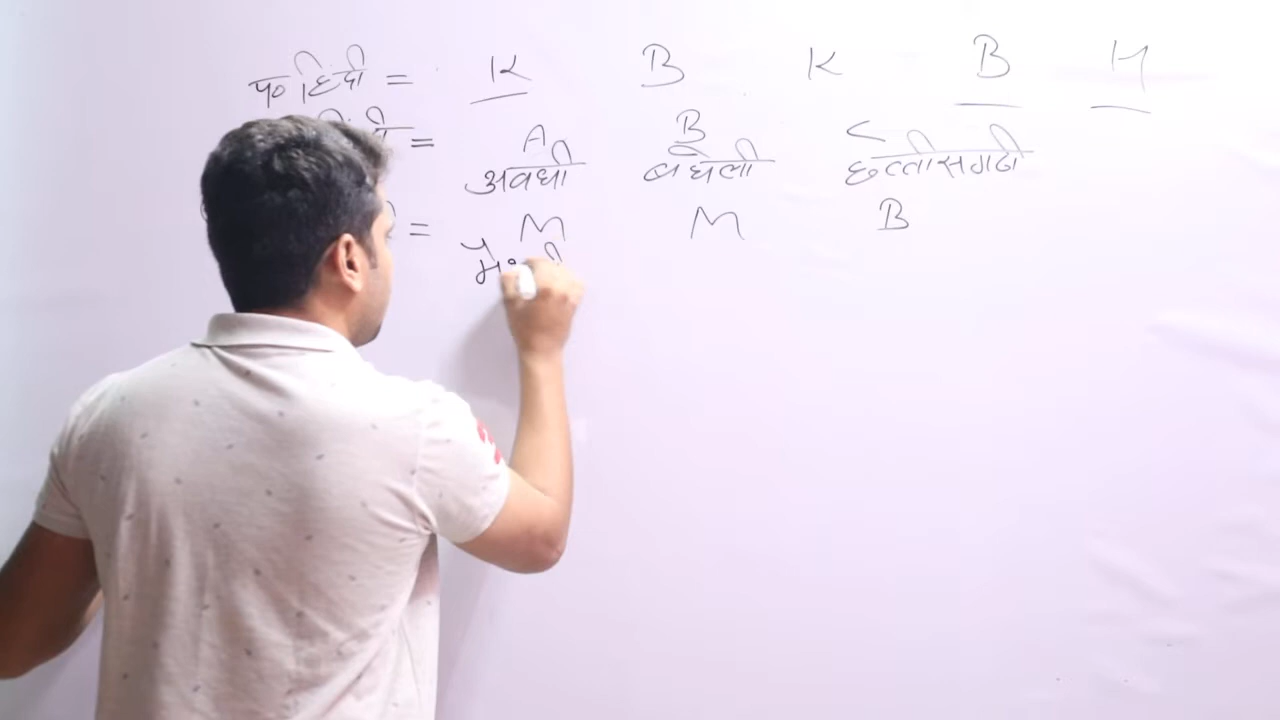 प० हिंदी = K B K B H
= A B C
अवधी बघेली छत्तीसगढी
= M M B